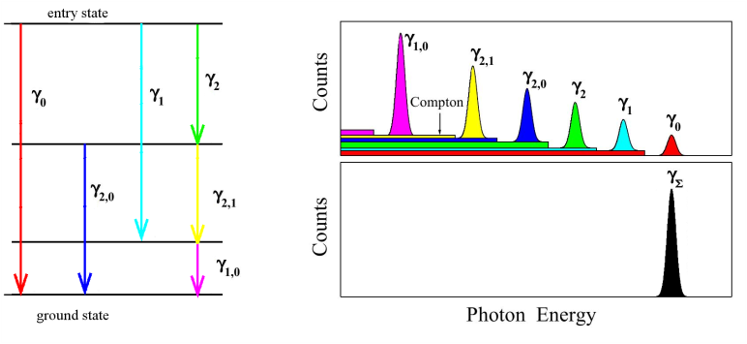 entry state
γ0
γ1
γ2
γ2,0
γ2,1
γ1,0
ground state
Counts
γ1,0
γ2,1
Compton
γ2,0
γ2
γ1
γ0
Counts
γΣ
Photon Energy